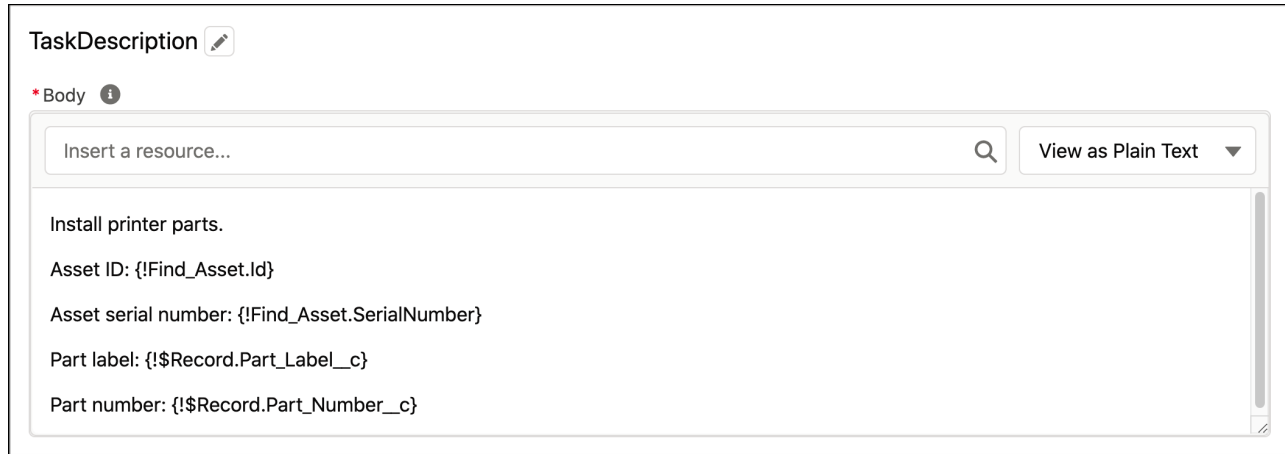 TaskDescription
* Body
Insert a resource...
View as Plain Text
Install printer parts.
Asset ID: {!Find_Asset.Id}
Asset serial number: {!Find_Asset.SerialNumber}
Part label: {!$Record.Part_Label__c}
Part number: {!$Record.Part_Number__c}